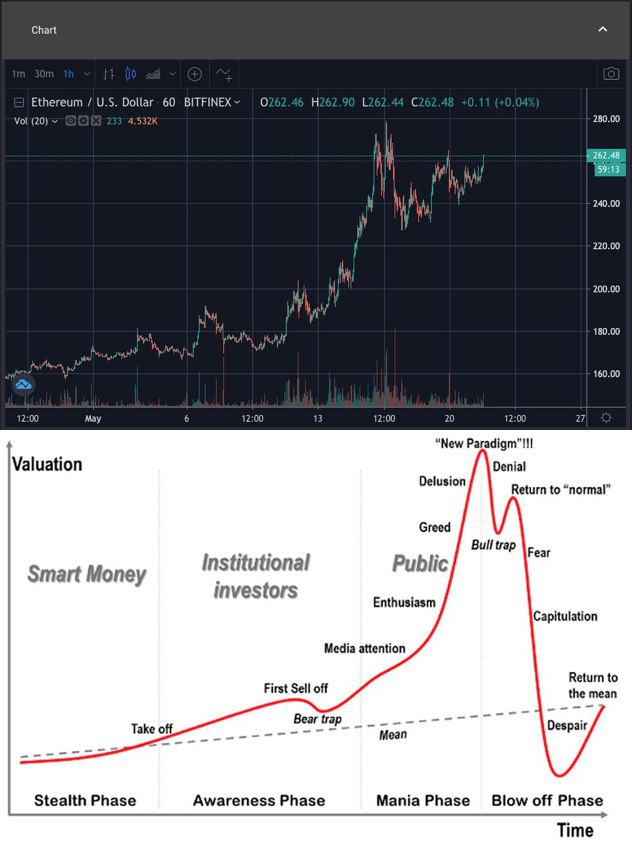 Chart
1m 30m 1h
Ethereum / U.S. Dollar · 60 · BITFINEX O262.46 H262.90 L262.44 C262.48 +0.11 (+0.04%)
Vol (20) 233 4.532K
280.00
262.48
59:13
240.00
220.00
200.00
180.00
160.00
12:00 May 6 12:00 13 12:00 20 12:00 27
Valuation
"New Paradigm"!!!
Delusion
Denial
Return to "normal"
Greed
Bull trap
Fear
Smart Money
Institutional
investors
Public
Enthusiasm
Capitulation
Media attention
First Sell off
Bear trap
Return to
the mean
Take off
Mean
Despair
Stealth Phase Awareness Phase Mania Phase Blow off Phase
Time